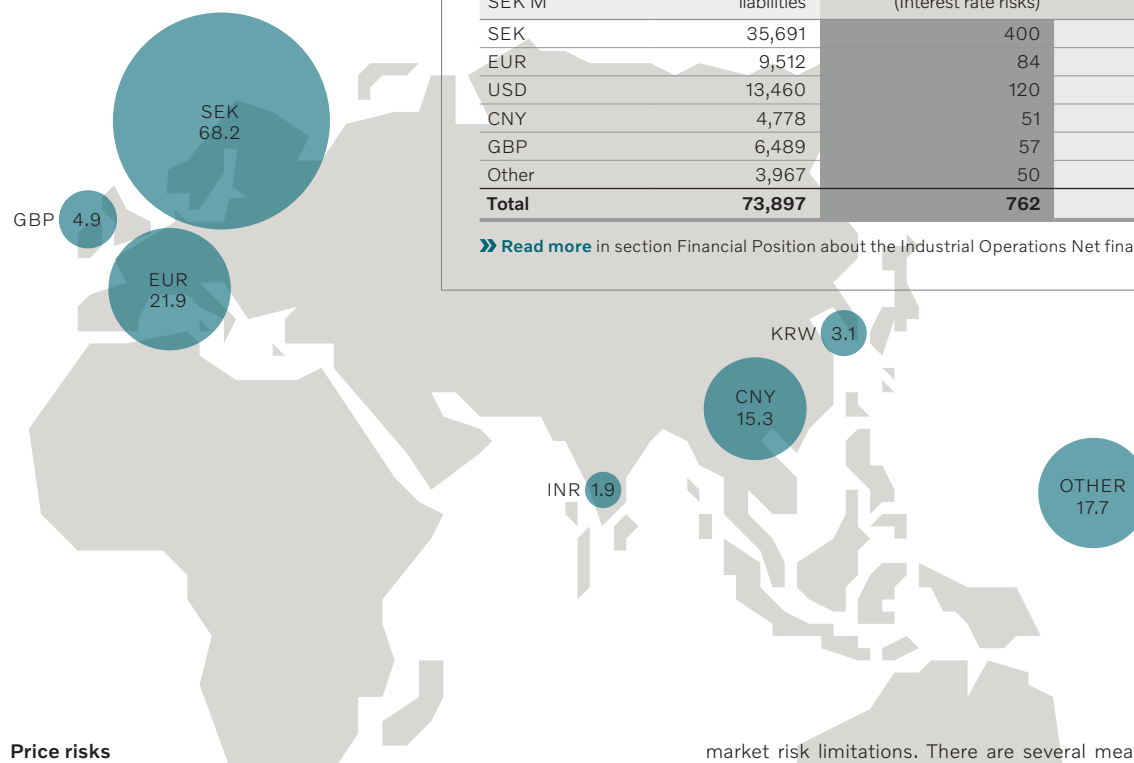 SEK M liabilities (interest rate risks)
SEK 35,691 400
EUR 9,512 84
USD 13,460 120
CNY 4,778 51
GBP 6,489 57
Other 3,967 50
Total 73,897 762
Read more in section Financial Position about the Industrial Operations Net fina
SEK
68.2
GBP 4.9
EUR
21.9
KRW 3.1
CNY
15.3
INR 1.9
OTHER
17.7
Price risks
market risk limitations. There are several mea